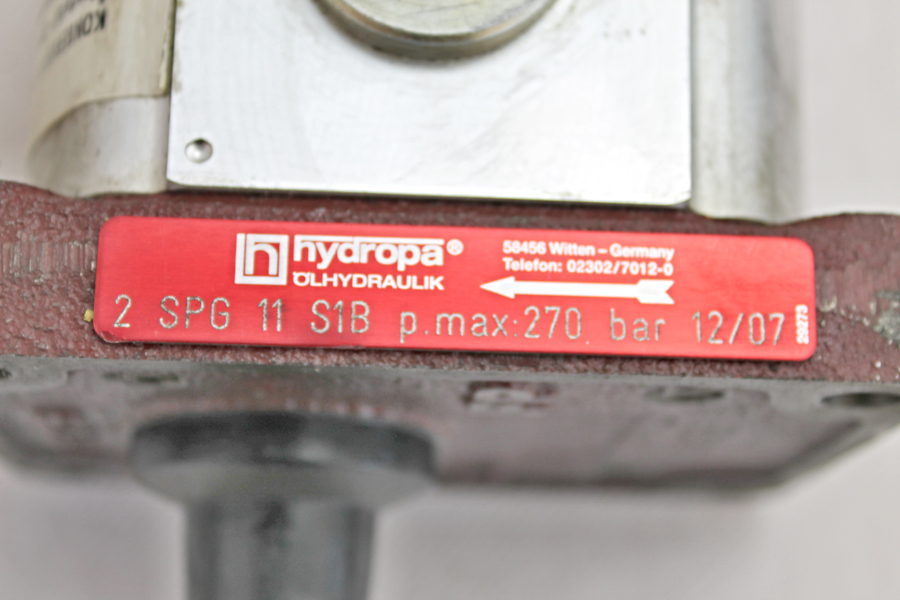 hydropa®
ÖLHYDRAULIK
58456 Witten – Germany
Telefon: 02302/7012-0
2 SPG 11 S1B p.max:270 bar 12/07
29273